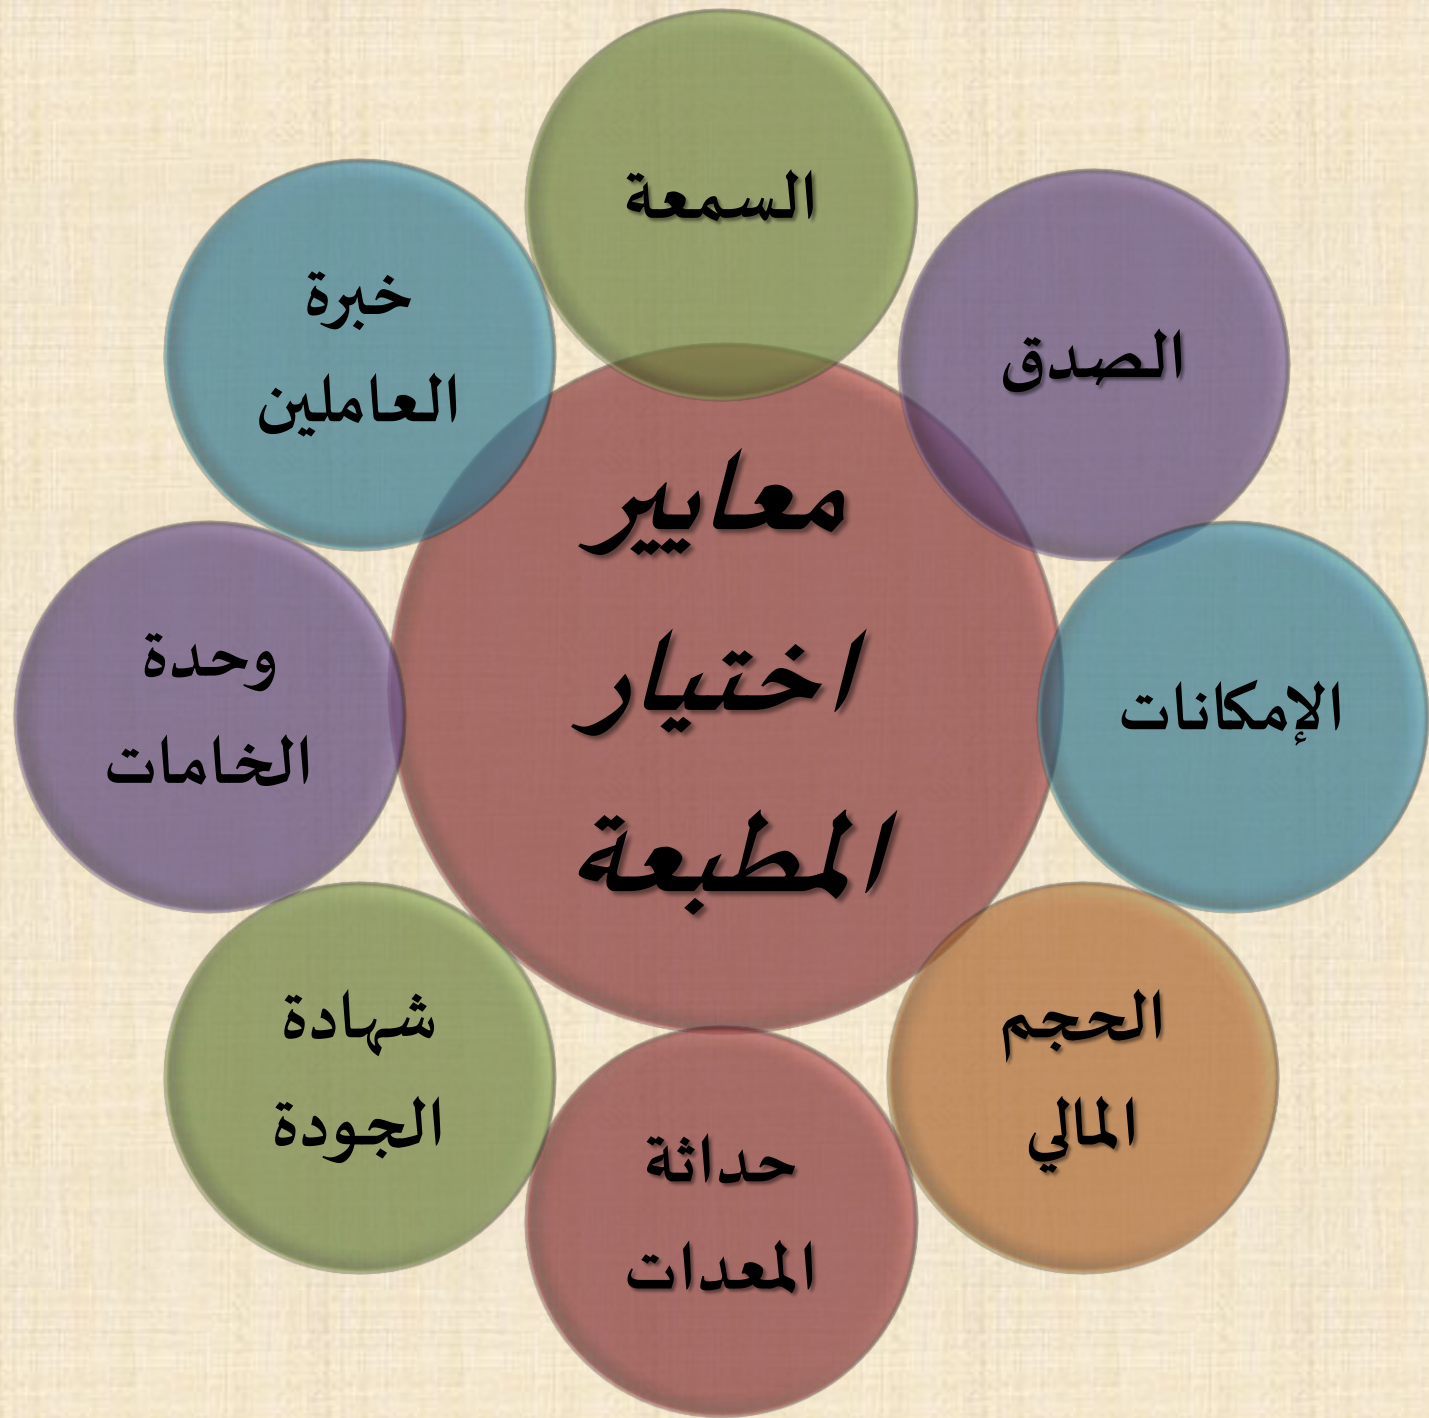 السمعة
الصدق
الإمكانات
الحجم
المالي
حداثة
المعدات
شهادة
الجودة
وحدة
الخامات
خبرة
العاملين
معايير
اختيار
المطبعة